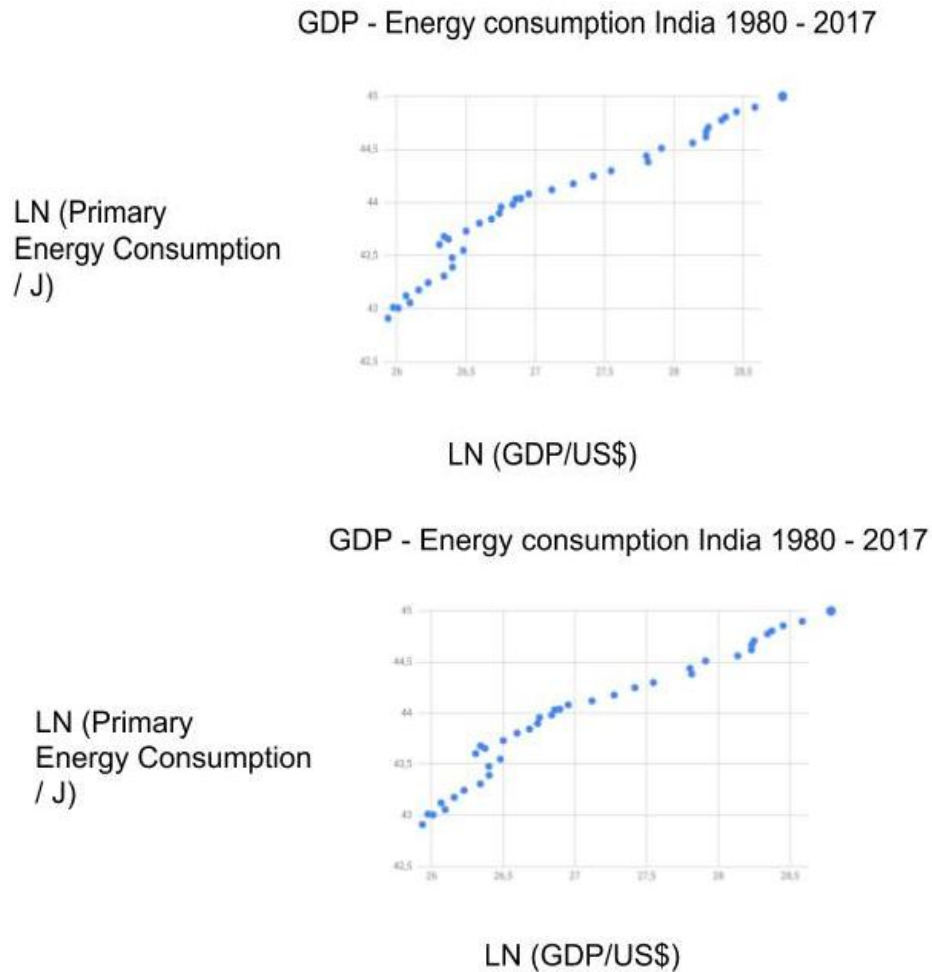 GDP - Energy consumption India 1980 - 2017
45
44,5
LN (Primary
Energy Consumption
/ J)
44
43,5
43
42,5
26 26,5 27 27,5 28 28,5
LN (GDP/US$)
GDP - Energy consumption India 1980 - 2017
45
44,5
LN (Primary
Energy Consumption
/ J)
44
43,5
43
42,5
26 26,5 27 27,5 28 28,5
LN (GDP/US$)